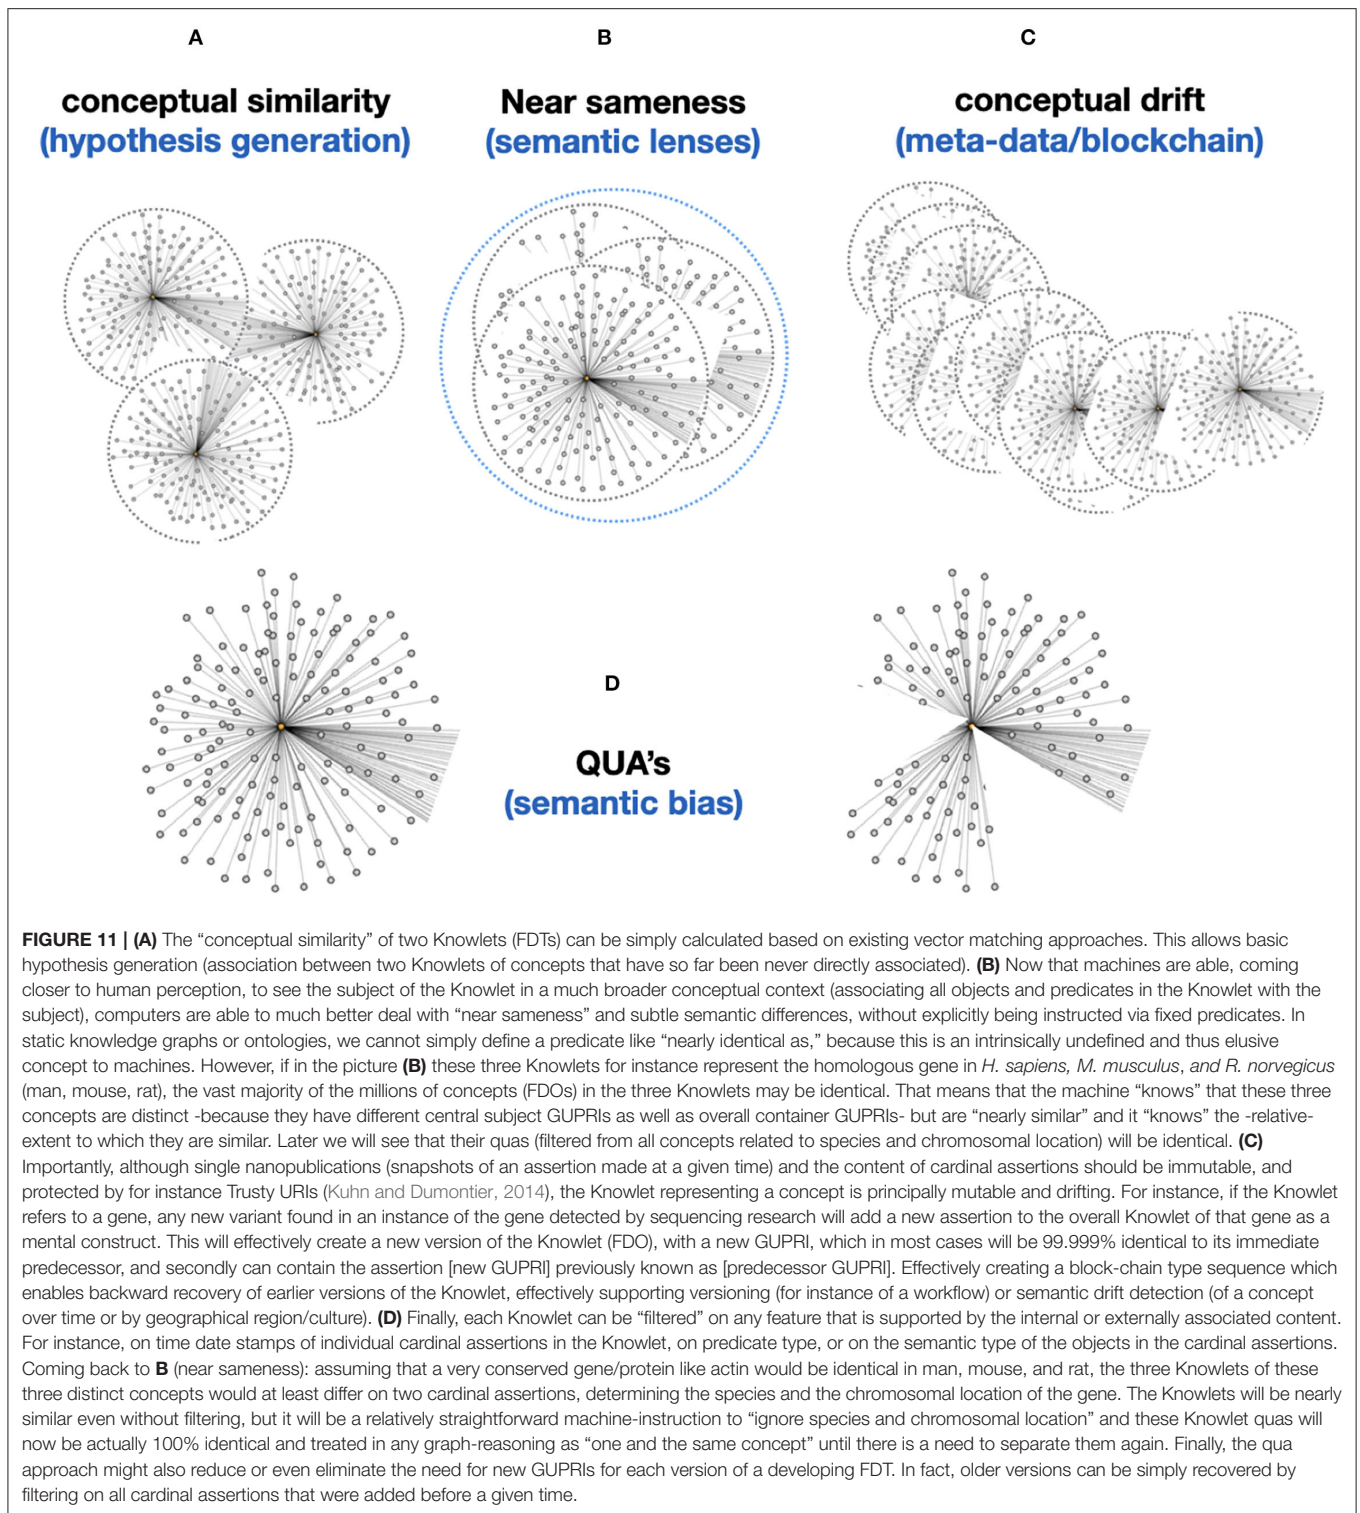 A
B
C
conceptual similarity
(hypothesis generation)
Near sameness
(semantic lenses)
conceptual drift
(meta-data/blockchain)
D
QUA's
(semantic bias)
FIGURE 11 | (A) The “conceptual similarity” of two Knowlets (FDTs) can be simply calculated based on existing vector matching approaches. This allows basic
hypothesis generation (association between two Knowlets of concepts that have so far been never directly associated). (B) Now that machines are able, coming
closer to human perception, to see the subject of the Knowlet in a much broader conceptual context (associating all objects and predicates in the Knowlet with the
subject), computers are able to much better deal with “near sameness” and subtle semantic differences, without explicitly being instructed via fixed predicates. In
static knowledge graphs or ontologies, we cannot simply define a predicate like “nearly identical as,” because this is an intrinsically undefined and thus elusive
concept to machines. However, if in the picture (B) these three Knowlets for instance represent the homologous gene in H. sapiens, M. musculus, and R. norvegicus
(man, mouse, rat), the vast majority of the millions of concepts (FDOs) in the three Knowlets may be identical. That means that the machine “knows” that these three
concepts are distinct -because they have different central subject GUPRIs as well as overall container GUPRIs- but are “nearly similar” and it “knows” the -relative-
extent to which they are similar. Later we will see that their quas (filtered from all concepts related to species and chromosomal location) will be identical. (C)
Importantly, although single nanopublications (snapshots of an assertion made at a given time) and the content of cardinal assertions should be immutable, and
protected by for instance Trusty URIs (Kuhn and Dumontier, 2014), the Knowlet representing a concept is principally mutable and drifting. For instance, if the Knowlet
refers to a gene, any new variant found in an instance of the gene detected by sequencing research will add a new assertion to the overall Knowlet of that gene as a
mental construct. This will effectively create a new version of the Knowlet (FDO), with a new GUPRI, which in most cases will be 99.999% identical to its immediate
predecessor, and secondly can contain the assertion [new GUPRI] previously known as [predecessor GUPRI]. Effectively creating a block-chain type sequence which
enables backward recovery of earlier versions of the Knowlet, effectively supporting versioning (for instance of a workflow) or semantic drift detection (of a concept
over time or by geographical region/culture). (D) Finally, each Knowlet can be “filtered” on any feature that is supported by the internal or externally associated content.
For instance, on time date stamps of individual cardinal assertions in the Knowlet, on predicate type, or on the semantic type of the objects in the cardinal assertions.
Coming back to B (near sameness): assuming that a very conserved gene/protein like actin would be identical in man, mouse, and rat, the three Knowlets of these
three distinct concepts would at least differ on two cardinal assertions, determining the species and the chromosomal location of the gene. The Knowlets will be nearly
similar even without filtering, but it will be a relatively straightforward machine-instruction to “ignore species and chromosomal location” and these Knowlet quas will
now be actually 100% identical and treated in any graph-reasoning as “one and the same concept” until there is a need to separate them again. Finally, the qua
approach might also reduce or even eliminate the need for new GUPRIs for each version of a developing FDT. In fact, older versions can be simply recovered by
filtering on all cardinal assertions that were added before a given time.